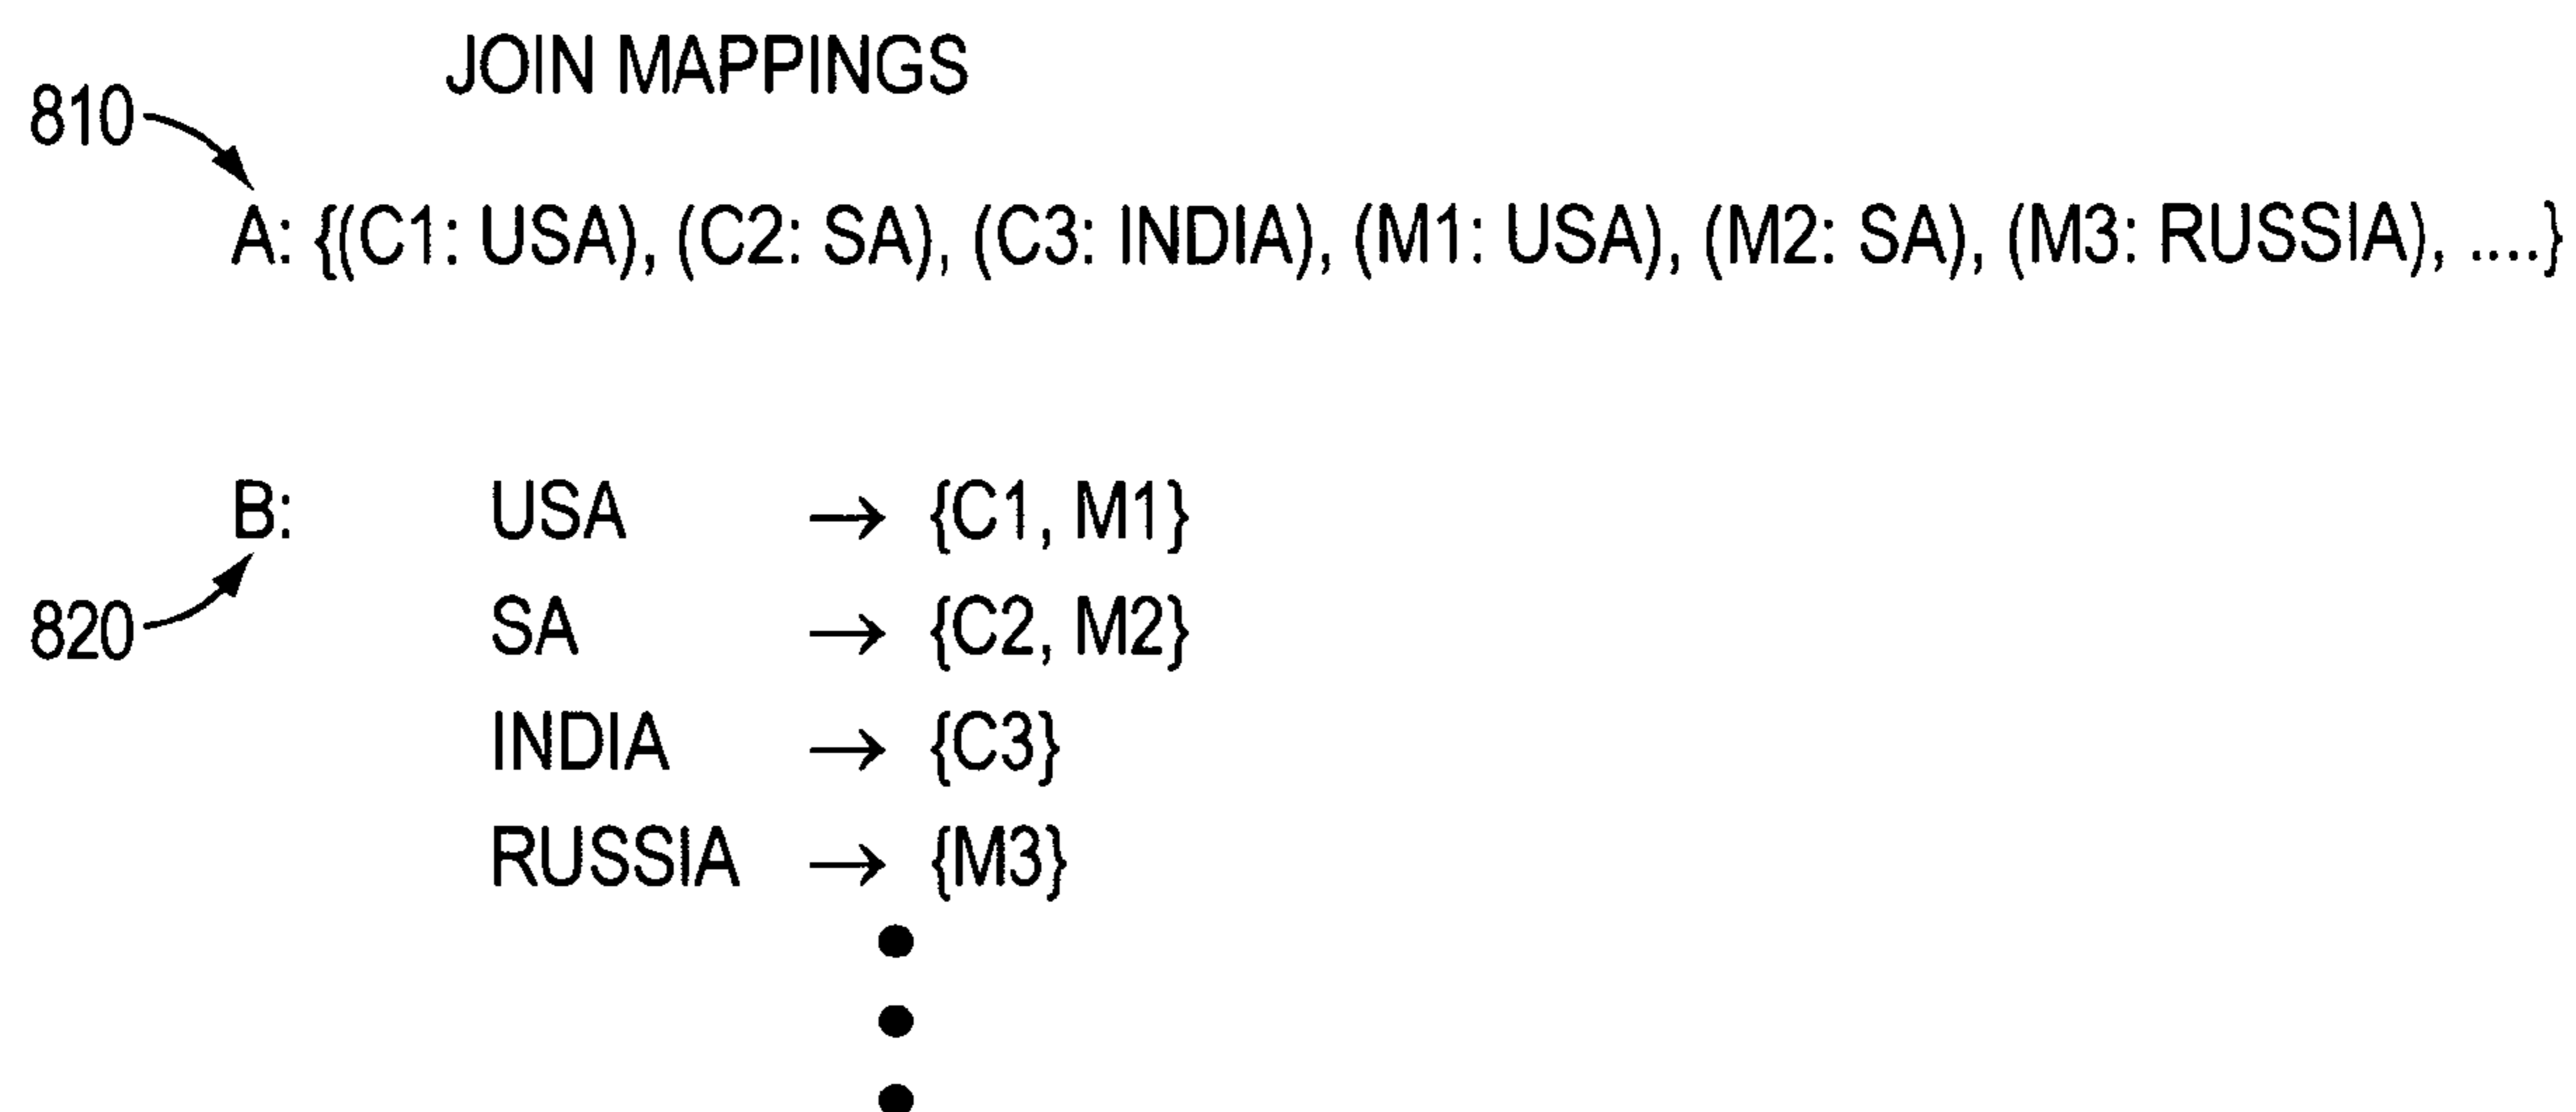 JOIN MAPPINGS
810
A: {(C1: USA), (C2: SA), (C3: INDIA), (M1: USA), (M2: SA), (M3: RUSSIA), ....}
B: USA → {C1, M1}
820
SA → {C2, M2}
INDIA → {C3}
RUSSIA → {M3}